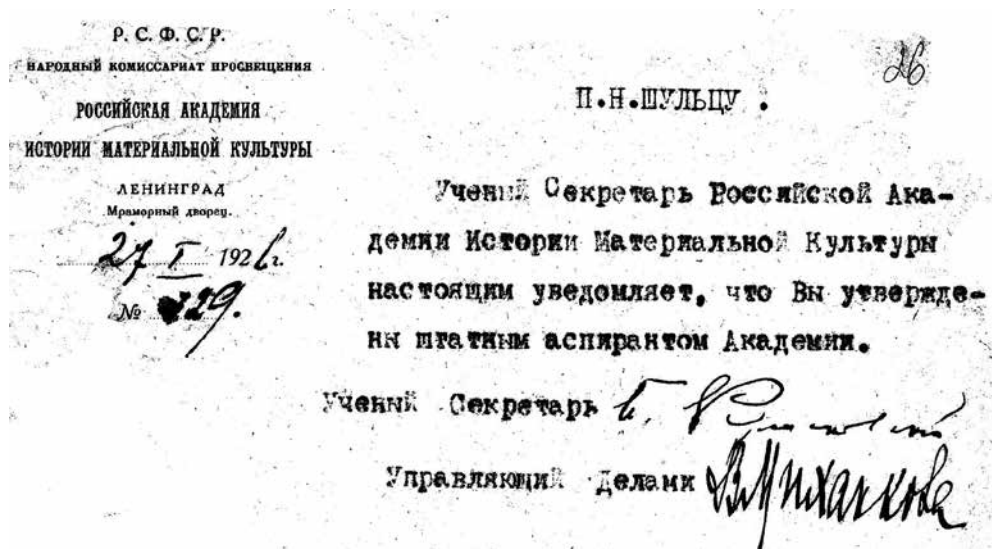 Р. С. Ф. С. Р.
НАРОДНЫЙ КОМИССАРИАТ ПРОСВЕЩЕНИЯ
РОССИЙСКАЯ АКАДЕМИЯ
ИСТОРИИ МАТЕРИАЛЬНОЙ КУЛЬТУРЫ
ЛЕНИНГРАД
Мраморный дворец.
27 I 1926 г.
№ 229.
26
П.Н.ШУЛЬЦУ .
Ученый Секретарь Российской Ака-
демии Истории Материальной Культуры
настоящим уведомляет, что Вы утвержде-
ны штатным аспирантом Академии.
Ученый Секретарь
Управляющий Делами